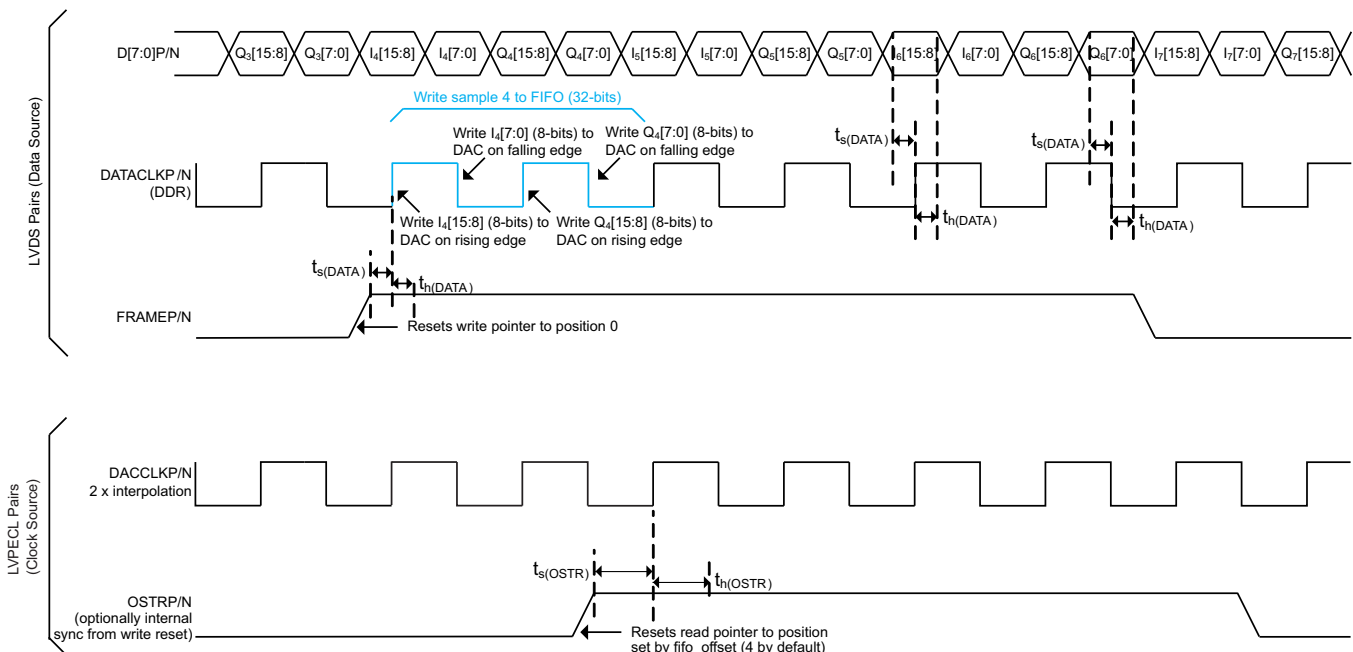 LVDS Pairs (Data Source)
D[7:0]P/N
Q3[15:8] Q3[7:0] I4[15:8] I4[7:0] Q4[15:8] Q4[7:0] I5[15:8] I5[7:0] Q5[15:8] Q5[7:0] I6[15:8] I6[7:0] Q6[15:8] Q6[7:0] I7[15:8] I7[7:0] Q7[15:8]
Write sample 4 to FIFO (32-bits)
Write I4[7:0] (8-bits) to
DAC on falling edge
Write Q4[7:0] (8-bits) to
DAC on falling edge
ts(DATA)
ts(DATA)
DATACLKP/N
(DDR)
Write I4[15:8] (8-bits) to
DAC on rising edge
Write Q4[15:8] (8-bits) to
DAC on rising edge
th(DATA)
th(DATA)
ts(DATA)
th(DATA)
FRAMEP/N
Resets write pointer to position 0
LVPECL Pairs
(Clock Source)
DACCLKP/N
2 x interpolation
ts(OSTR)
th(OSTR)
OSTRP/N
(optionally internal
sync from write reset)
Resets read pointer to position
set by fifo_offset (4 by default)